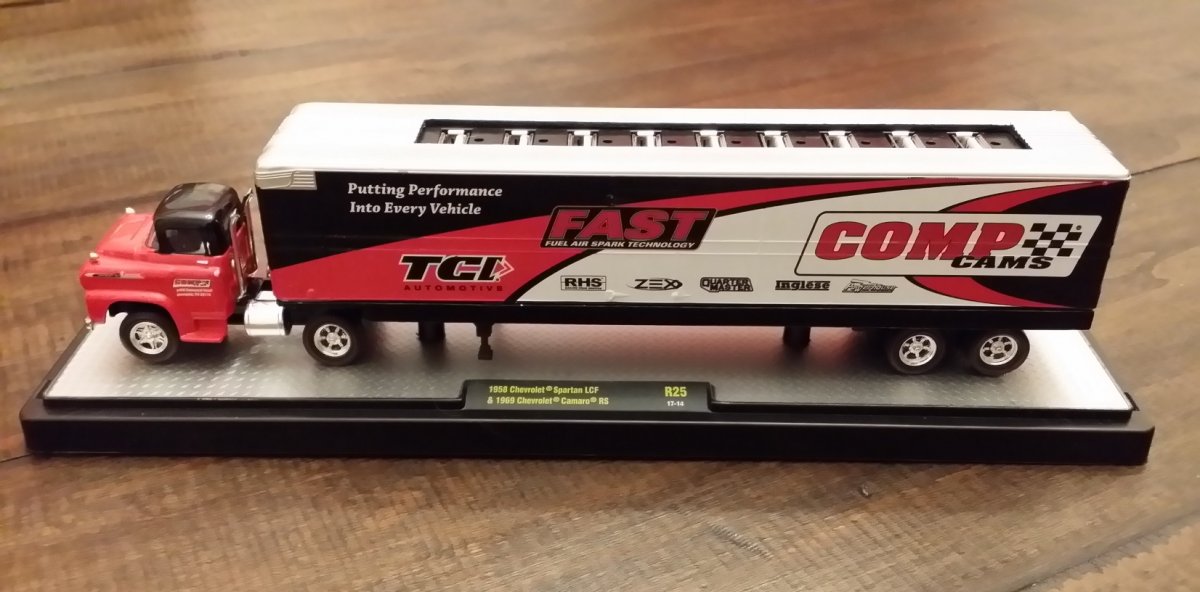 Putting Performance
Into Every Vehicle
FAST
FUEL AIR SPARK TECHNOLOGY
COMP
CAMS
TCI
AUTOMOTIVE
RHS
ZEX
QUARTER
MASTER
Inglese
COMP
1958 Chevrolet® Spartan LCF
& 1969 Chevrolet® Camaro® RS
R25
17-14